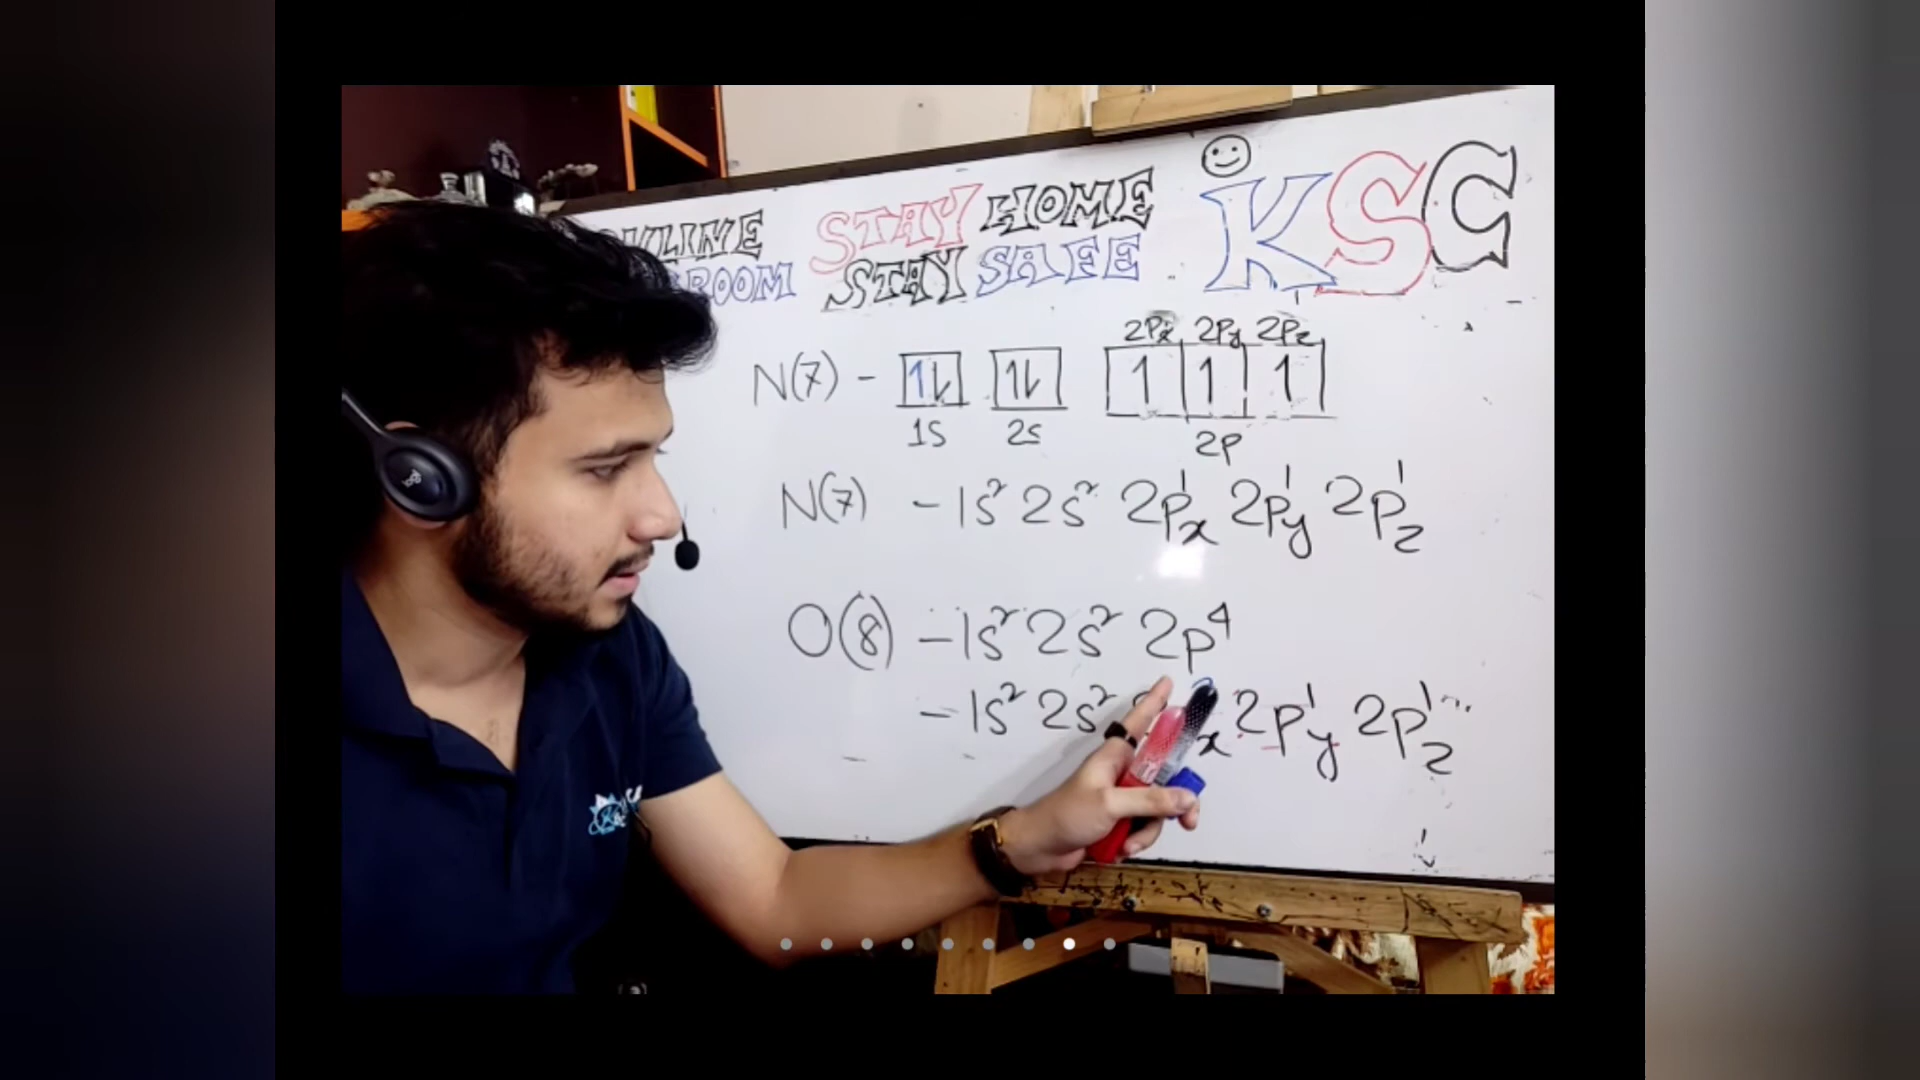 STAY HOME
STAY SAFE
KSC
2Px 2Py 2Pz
N(7) - 1↓ 1↓ 1 1 1
1S 2S 2P
N(7) - 1s² 2s² 2p¹x 2p¹y 2p¹z
O(8) - 1s² 2s² 2p⁴
- 1s² 2s² x 2p¹y 2p¹z